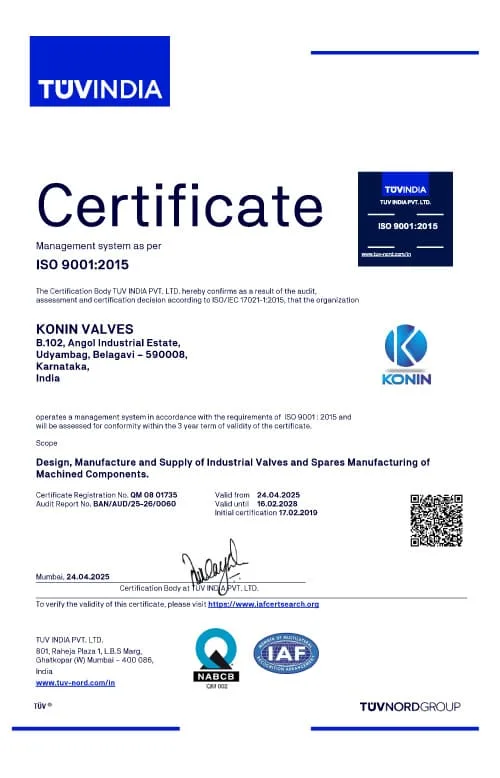 TÜVINDIA
Certificate
TÜVINDIA
TUV INDIA PVT. LTD.
ISO 9001:2015
www.tuv-nord.com/in
Management system as per
ISO 9001:2015
The Certification Body TUV INDIA PVT. LTD. hereby confirms as a result of the audit,
assessment and certification decision according to ISO/IEC 17021-1:2015, that the organization
KONIN VALVES
B.102, Angol Industrial Estate,
Udyambag, Belagavi – 590008,
Karnataka,
India
KONIN
operates a management system in accordance with the requirements of ISO 9001 : 2015 and
will be assessed for conformity within the 3 year term of validity of the certificate.
Scope
Design, Manufacture and Supply of Industrial Valves and Spares Manufacturing of
Machined Components.
Certificate Registration No. QM 08 01735
Audit Report No. BAN/AUD/25-26/0060
Valid from 24.04.2025
Valid until 16.02.2028
Initial certification 17.02.2019
Mumbai, 24.04.2025
Certification Body at TUV INDIA PVT. LTD.
To verify the validity of this certificate, please visit https://www.iafcertsearch.org
TUV INDIA PVT. LTD.
801, Raheja Plaza 1, L.B.S Marg,
Ghatkopar (W) Mumbai – 400 086,
India
www.tuv-nord.com/in
NABCB
QM 002
MEMBER OF MULTILATERAL
RECOGNITION ARRANGEMENT
IAF
TÜV ®
TÜVNORDGROUP